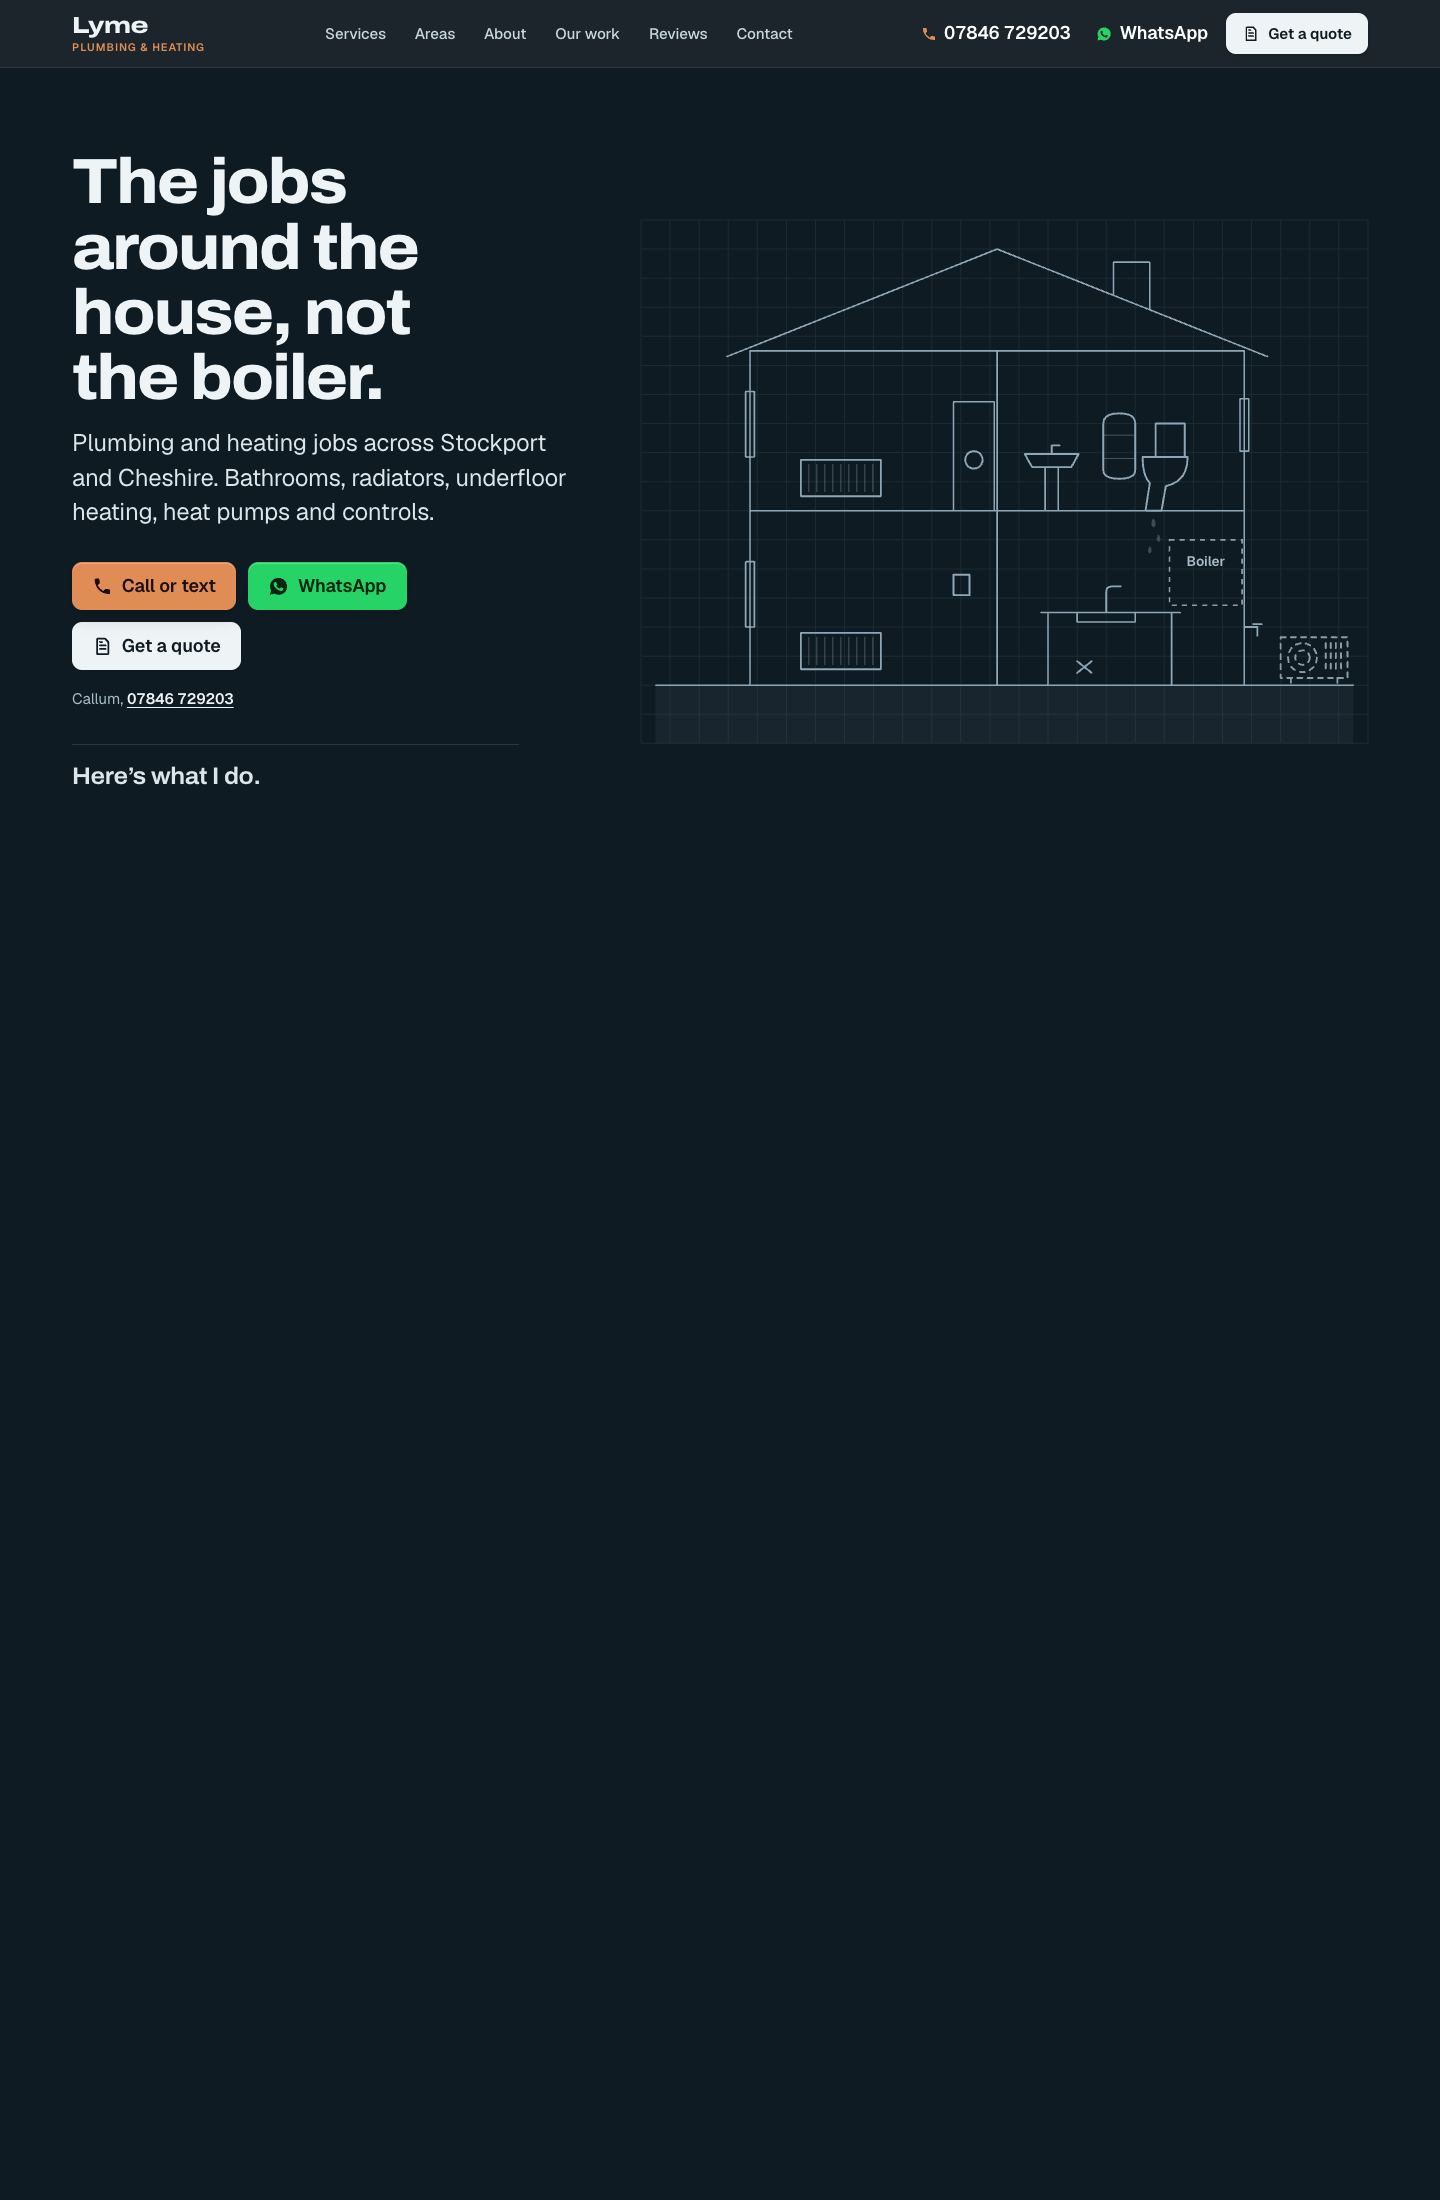 Lyme
PLUMBING & HEATING
Services
Areas
About
Our work
Reviews
Contact
07846 729203
WhatsApp
Get a quote
The jobs
around the
house, not
the boiler.
Plumbing and heating jobs across Stockport
and Cheshire. Bathrooms, radiators, underfloor
heating, heat pumps and controls.
Call or text
WhatsApp
Get a quote
Callum, 07846 729203
Here’s what I do.
Boiler